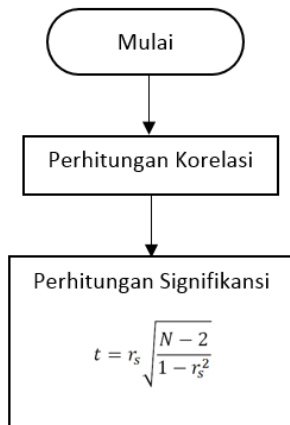 Mulai
Perhitungan Korelasi
Perhitungan Signifikansi
t = r_s √((N − 2)/(1 − r_s²))